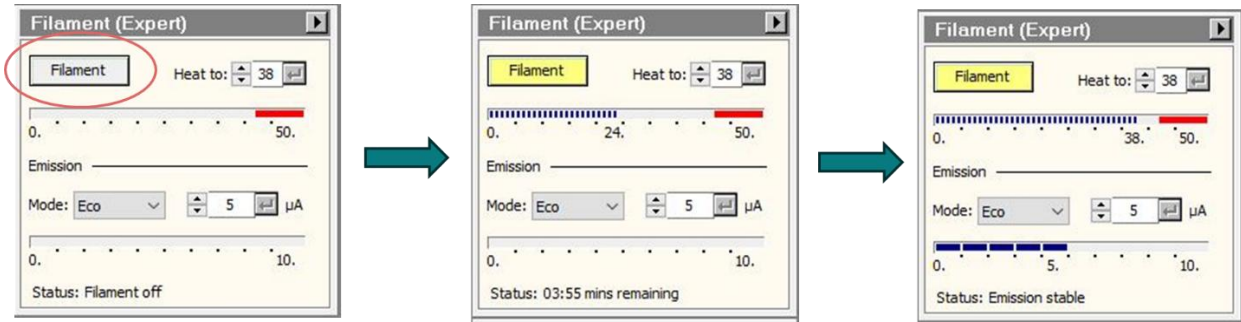 Filament (Expert)
Filament
Heat to: 38
0. 50.
Emission
Mode: Eco 5 µA
0. 10.
Status: Filament off
Filament (Expert)
Filament
Heat to: 38
0. 24. 50.
Emission
Mode: Eco 5 µA
0. 10.
Status: 03:55 mins remaining
Filament (Expert)
Filament
Heat to: 38
0. 38. 50.
Emission
Mode: Eco 5 µA
0. 5. 10.
Status: Emission stable